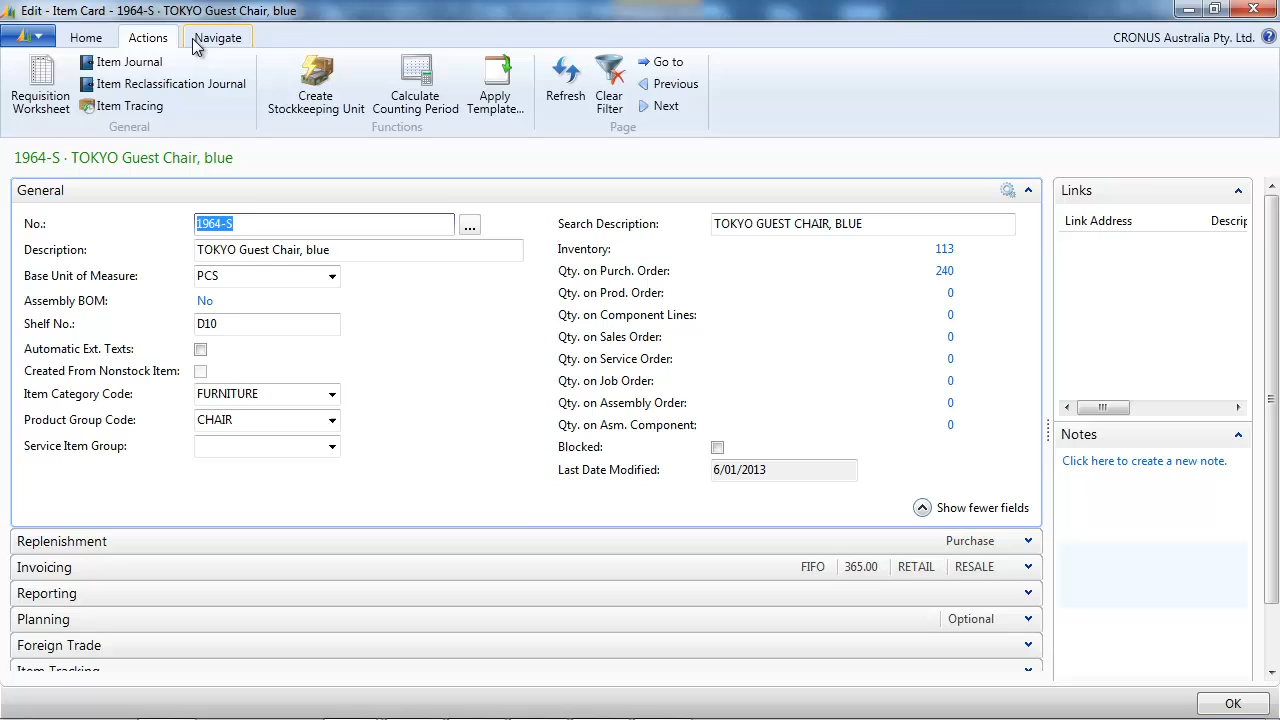 Edit - Item Card - 1964-S · TOKYO Guest Chair, blue
Home Actions Navigate CRONUS Australia Pty. Ltd.
Requisition Worksheet
Item Journal
Item Reclassification Journal
Item Tracing
General
Create Stockkeeping Unit
Calculate Counting Period
Apply Template...
Functions
Refresh
Clear Filter
Go to
Previous
Next
Page
1964-S · TOKYO Guest Chair, blue
General
No.: 1964-S ...
Description: TOKYO Guest Chair, blue
Base Unit of Measure: PCS
Assembly BOM: No
Shelf No.: D10
Automatic Ext. Texts:
Created From Nonstock Item:
Item Category Code: FURNITURE
Product Group Code: CHAIR
Service Item Group:
Search Description: TOKYO GUEST CHAIR, BLUE
Inventory: 113
Qty. on Purch. Order: 240
Qty. on Prod. Order: 0
Qty. on Component Lines: 0
Qty. on Sales Order: 0
Qty. on Service Order: 0
Qty. on Job Order: 0
Qty. on Assembly Order: 0
Qty. on Asm. Component: 0
Blocked:
Last Date Modified: 6/01/2013
Show fewer fields
Replenishment Purchase
Invoicing FIFO 365.00 RETAIL RESALE
Reporting
Planning Optional
Foreign Trade
Item Tracking
Links
Link Address Descrip
Notes
Click here to create a new note.
OK